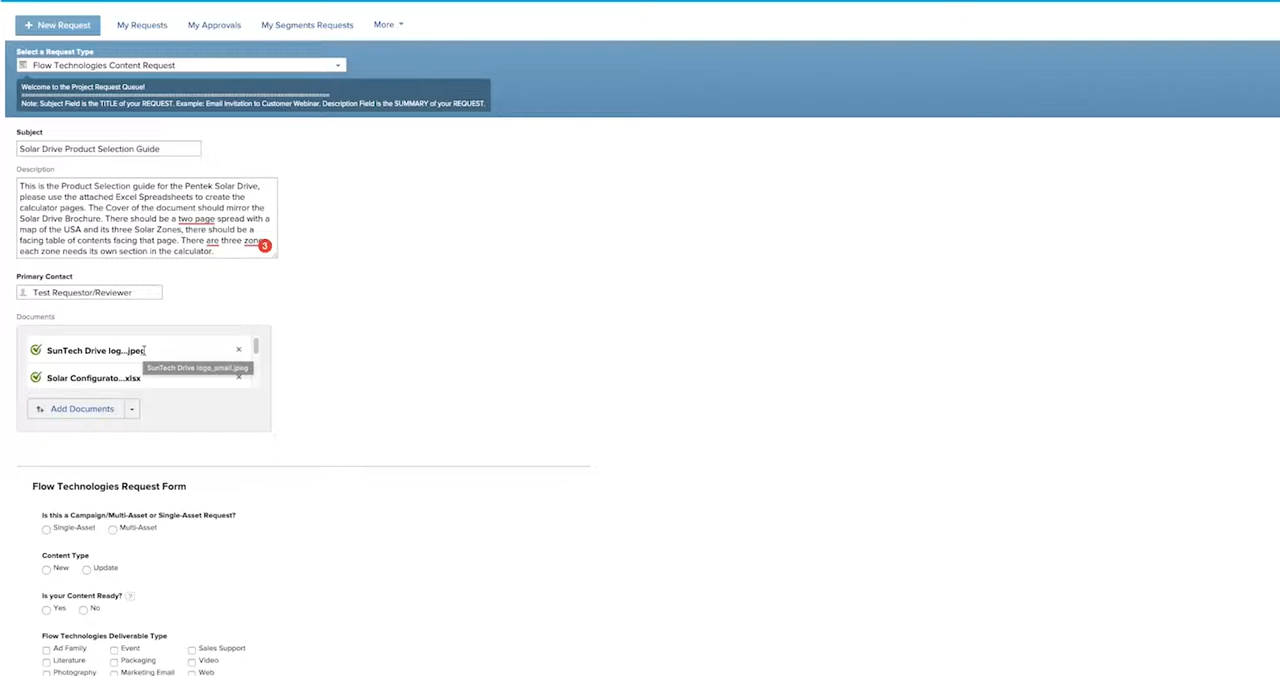 + New Request My Requests My Approvals My Segments Requests More
Select a Request Type
Flow Technologies Content Request
Welcome to the Project Request Queue!
Note: Subject Field is the TITLE of your REQUEST. Example: Email Invitation to Customer Webinar. Description Field is the SUMMARY of your REQUEST.
Subject
Solar Drive Product Selection Guide
Description
This is the Product Selection guide for the Pentek Solar Drive,
please use the attached Excel Spreadsheets to create the
calculator pages. The Cover of the document should mirror the
Solar Drive Brochure. There should be a two page spread with a
map of the USA and its three Solar Zones, there should be a
facing table of contents facing that page. There are three
each zone needs its own section in the calculator.
3
Primary Contact
Test Requestor/Reviewer
Documents
SunTech Drive log...jpeg
SunTech Drive logo_small.jpeg
Solar Configurato...xlsx
Add Documents
Flow Technologies Request Form
Is this a Campaign/Multi-Asset or Single-Asset Request?
Single-Asset Multi-Asset
Content Type
New Update
Is your Content Ready? ?
Yes No
Flow Technologies Deliverable Type
Ad Family Event Sales Support
Literature Packaging Video
Photography Marketing Email Web